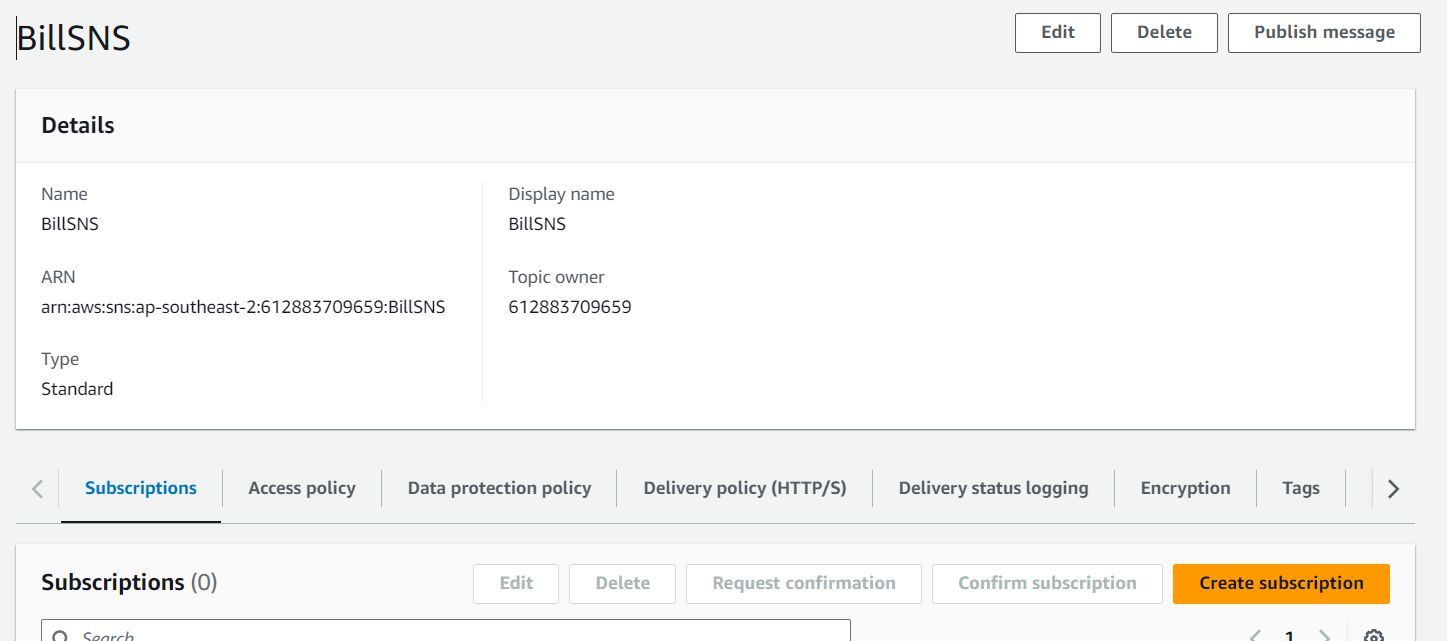 BillSNS
Edit
Delete
Publish message
Details
Name
BillSNS
Display name
BillSNS
ARN
arn:aws:sns:ap-southeast-2:612883709659:BillSNS
Topic owner
612883709659
Type
Standard
Subscriptions
Access policy
Data protection policy
Delivery policy (HTTP/S)
Delivery status logging
Encryption
Tags
Subscriptions (0)
Edit
Delete
Request confirmation
Confirm subscription
Create subscription
Search
1